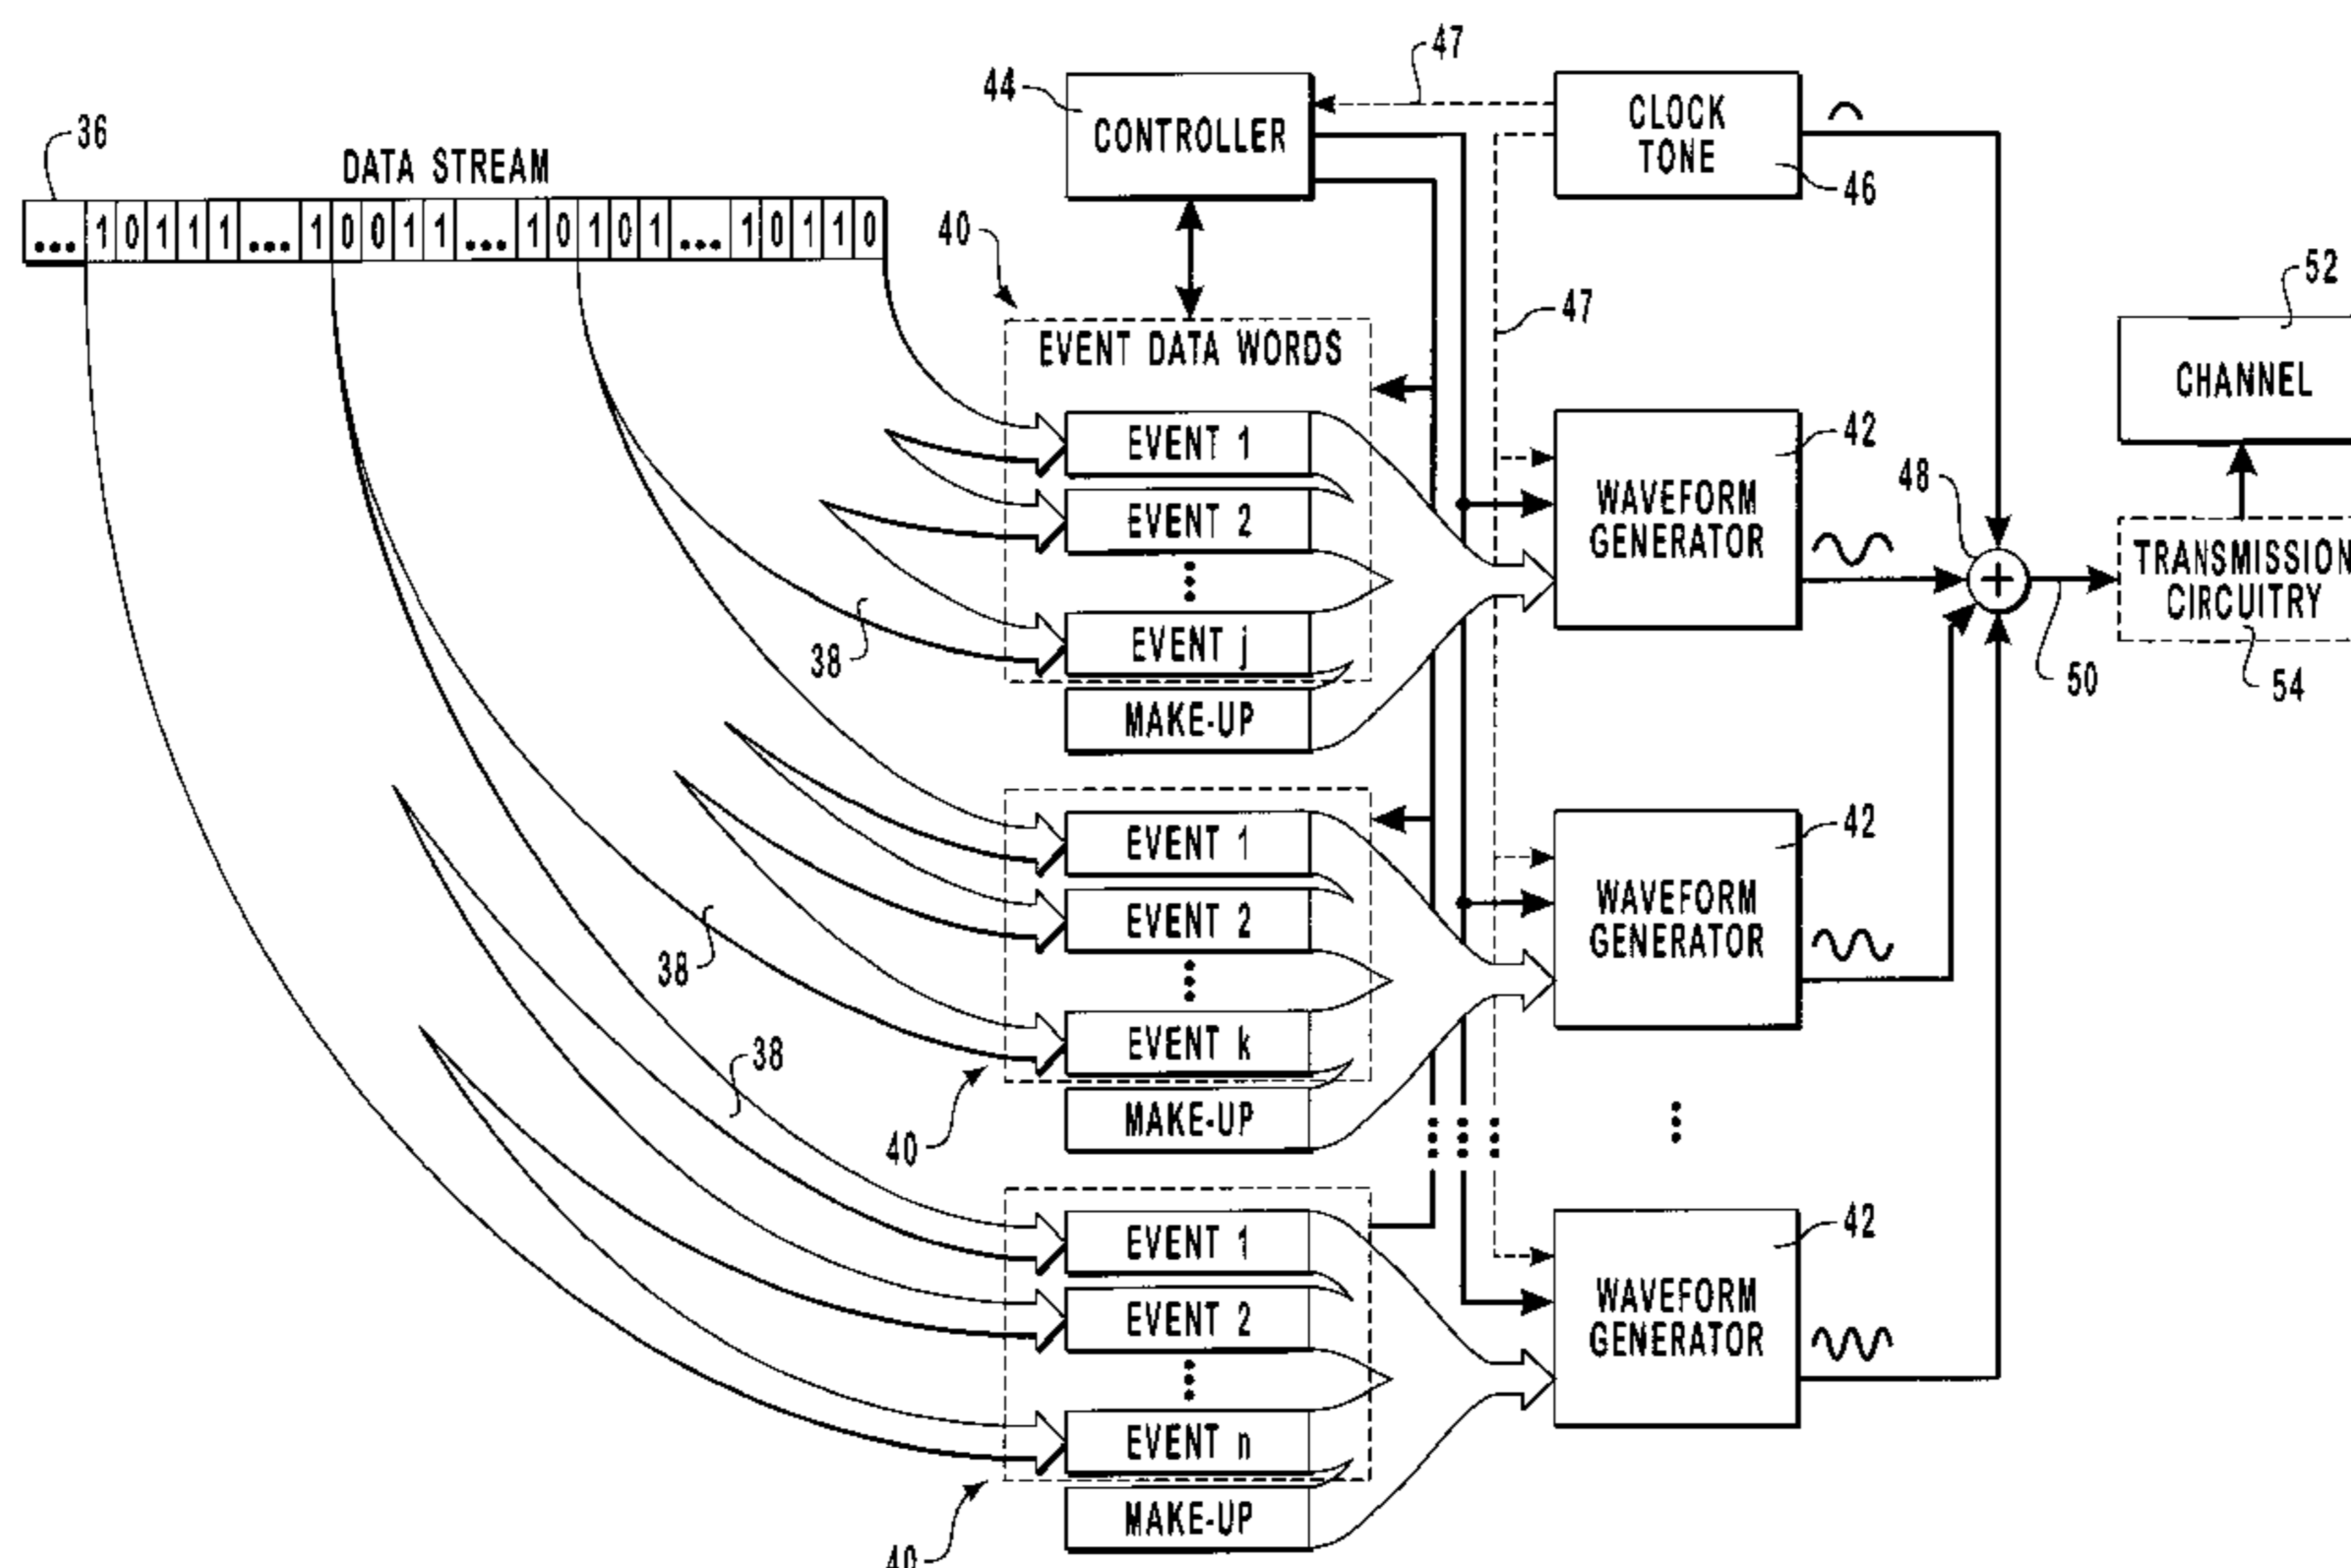 47
44
CONTROLLER
CLOCK
TONE
46
36
DATA STREAM
... 1 0 1 1 1 ... 1 0 0 1 1 ... 1 0 1 0 1 ... 1 0 1 1 0
40
47
52
CHANNEL
EVENT DATA WORDS
EVENT 1
EVENT 2
EVENT j
MAKE-UP
38
42
WAVEFORM
GENERATOR
48
50
TRANSMISSION
CIRCUITRY
54
EVENT 1
EVENT 2
EVENT k
MAKE-UP
38
38
40
42
WAVEFORM
GENERATOR
EVENT 1
EVENT 2
EVENT n
MAKE-UP
40
42
WAVEFORM
GENERATOR